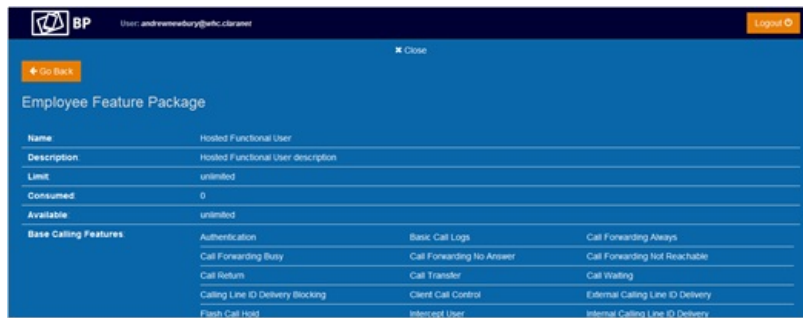 BP User: andrewnewbury@whc.claranet Logout
✖ Close
Go Back
Employee Feature Package
Name: Hosted Functional User
Description: Hosted Functional User description
Limit: unlimited
Consumed: 0
Available: unlimited
Base Calling Features: Authentication Basic Call Logs Call Forwarding Always
Call Forwarding Busy Call Forwarding No Answer Call Forwarding Not Reachable
Call Return Call Transfer Call Waiting
Calling Line ID Delivery Blocking Client Call Control External Calling Line ID Delivery
Flash Call Hold Intercept User Internal Calling Line ID Delivery